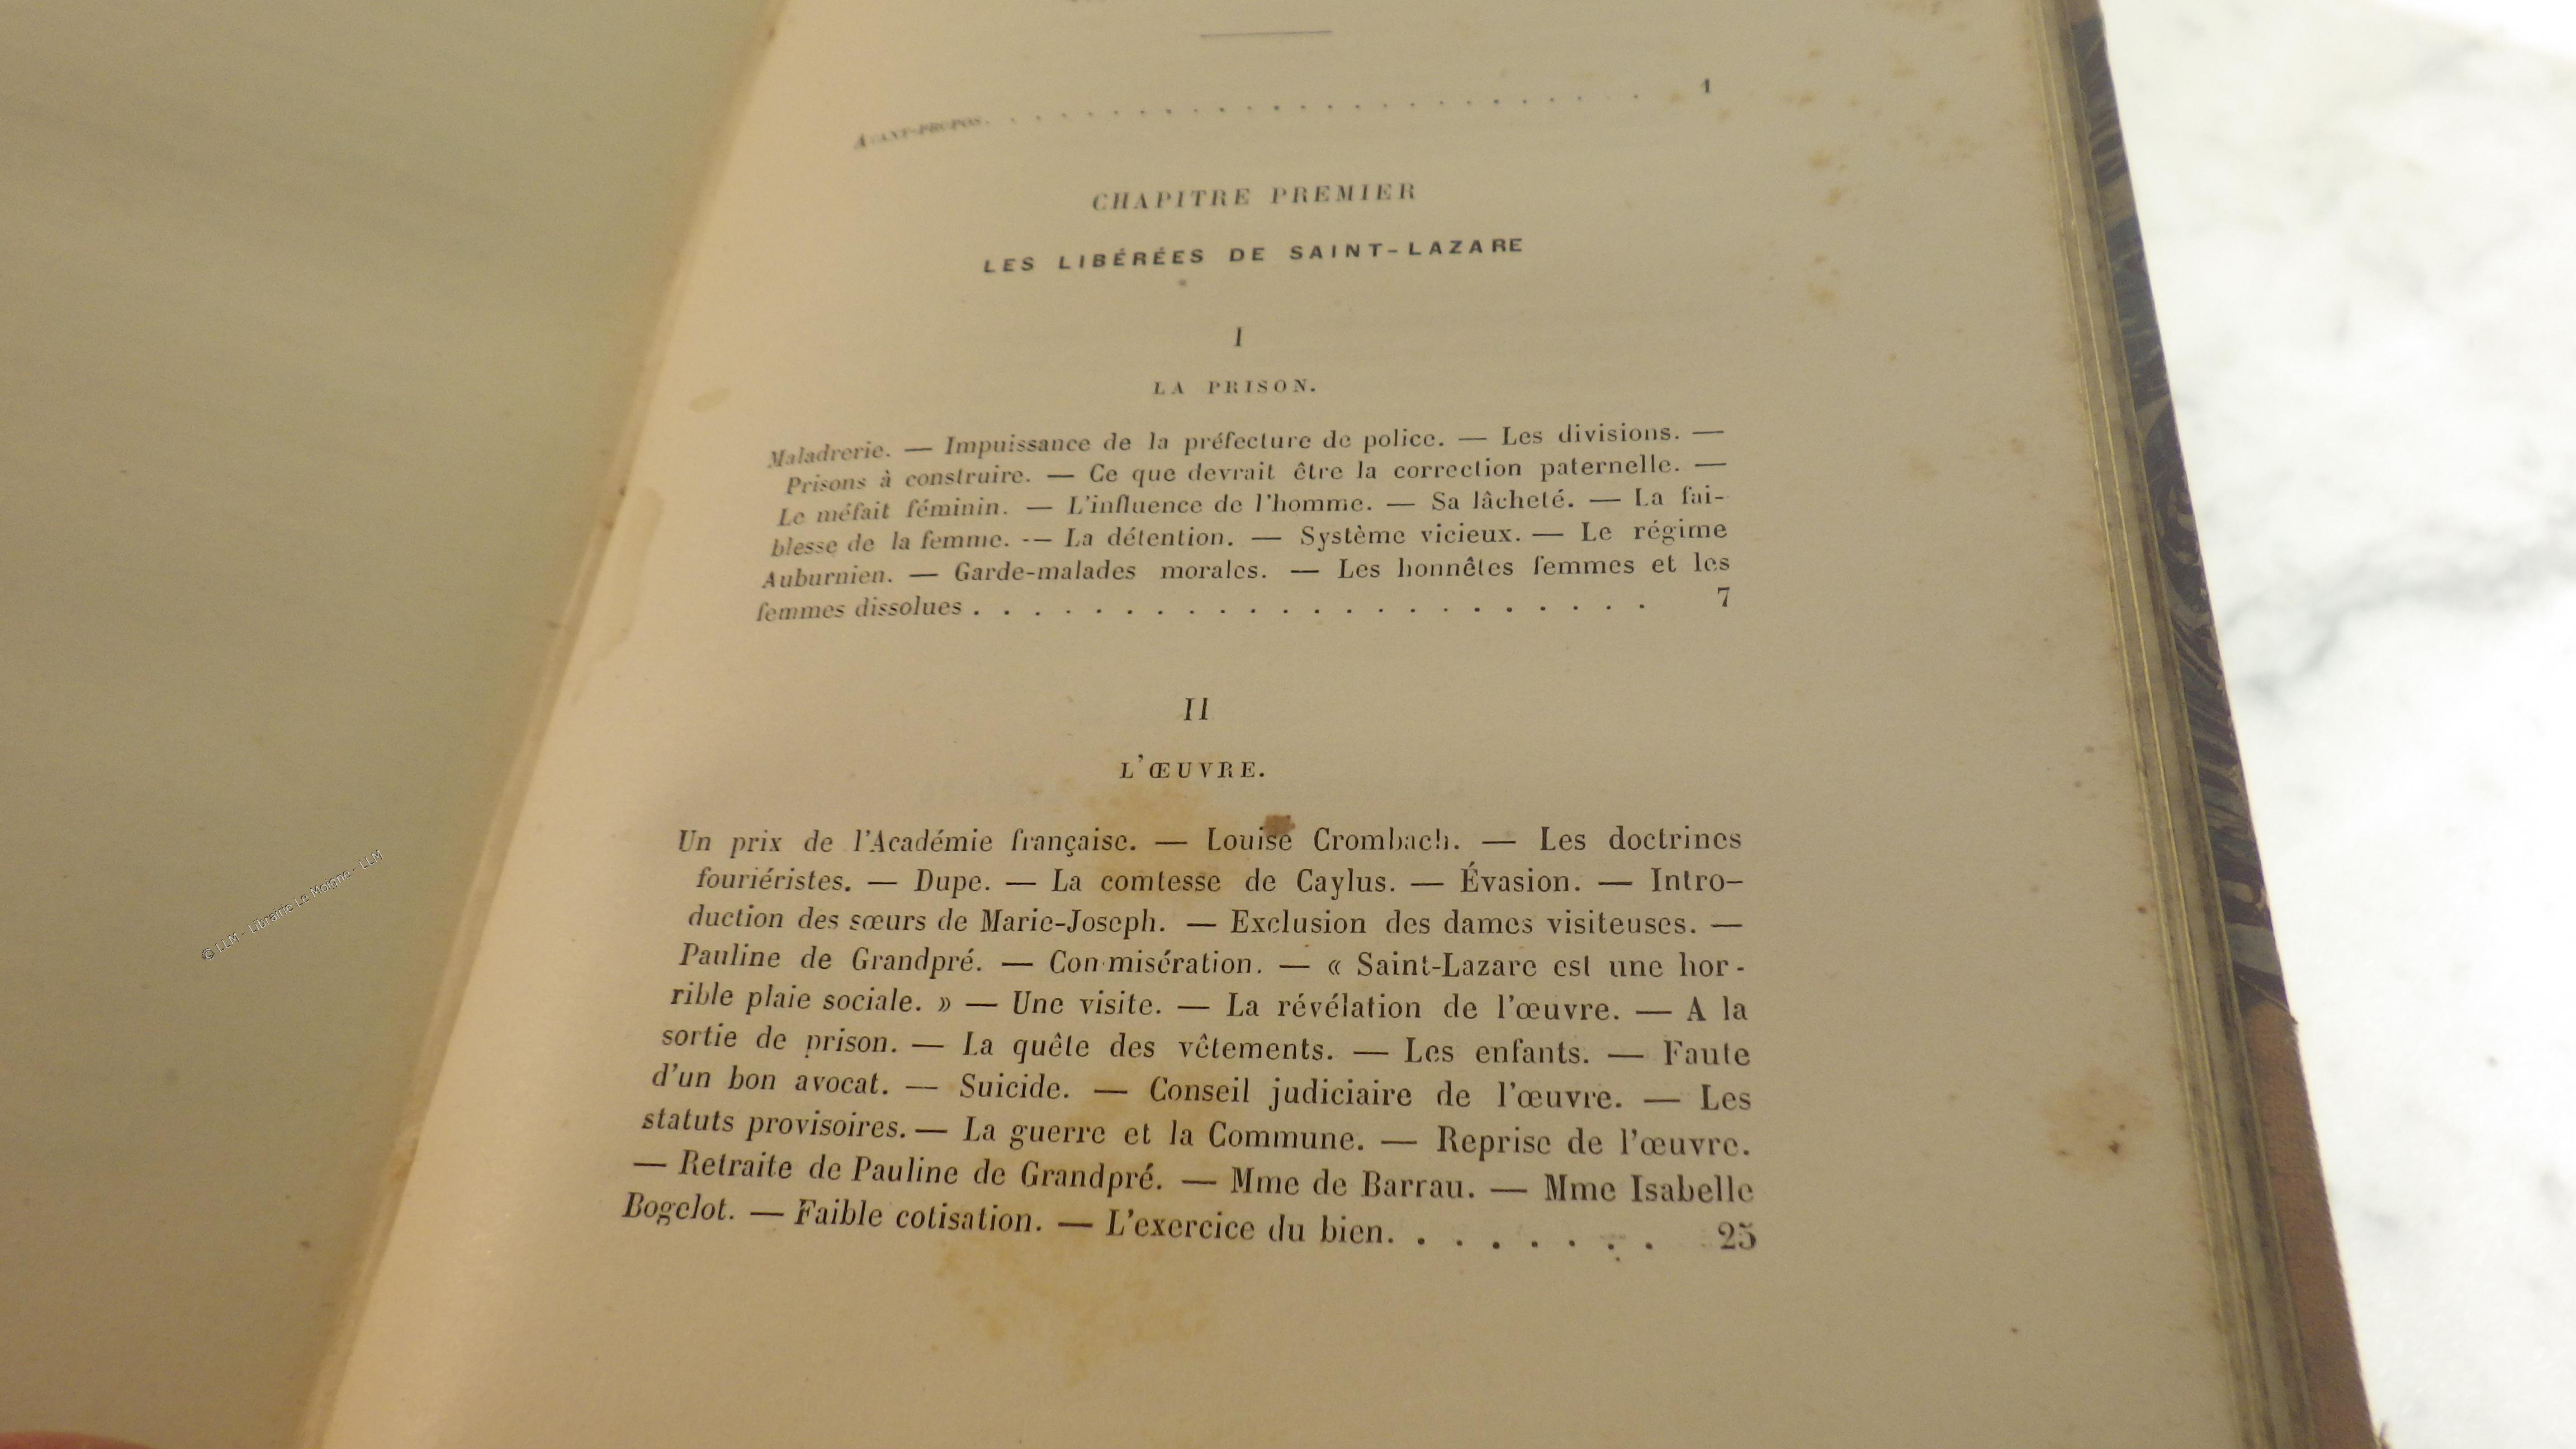 AVANT-PROPOS. . . . . . . . . . . . . . . . . . . . . . . . . 1
CHAPITRE PREMIER
LES LIBÉRÉES DE SAINT-LAZARE
I
LA PRISON.
Maladrerie. — Impuissance de la préfecture de police. — Les divisions. —
Prisons à construire. — Ce que devrait être la correction paternelle. —
Le méfait féminin. — L'influence de l'homme. — Sa lâcheté. — La fai-
blesse de la femme. — La détention. — Système vicieux. — Le régime
Auburnien. — Garde-malades morales. — Les honnêtes femmes et les
femmes dissolues . . . . . . . . . . . . . . . . . . . . . . . 7
II
L'ŒUVRE.
Un prix de l'Académie française. — Louise Crombach. — Les doctrines
fouriéristes. — Dupe. — La comtesse de Caylus. — Évasion. — Intro-
duction des sœurs de Marie-Joseph. — Exclusion des dames visiteuses. —
Pauline de Grandpré. — Commisération. — « Saint-Lazare est une hor-
rible plaie sociale. » — Une visite. — La révélation de l'œuvre. — A la
sortie de prison. — La quête des vêtements. — Les enfants. — Faute
d'un bon avocat. — Suicide. — Conseil judiciaire de l'œuvre. — Les
statuts provisoires. — La guerre et la Commune. — Reprise de l'œuvre.
— Retraite de Pauline de Grandpré. — Mme de Barrau. — Mme Isabelle
Bogelot. — Faible cotisation. — L'exercice du bien. . . . . . . . 25
© LLM - Librairie Le Moigne - LLM